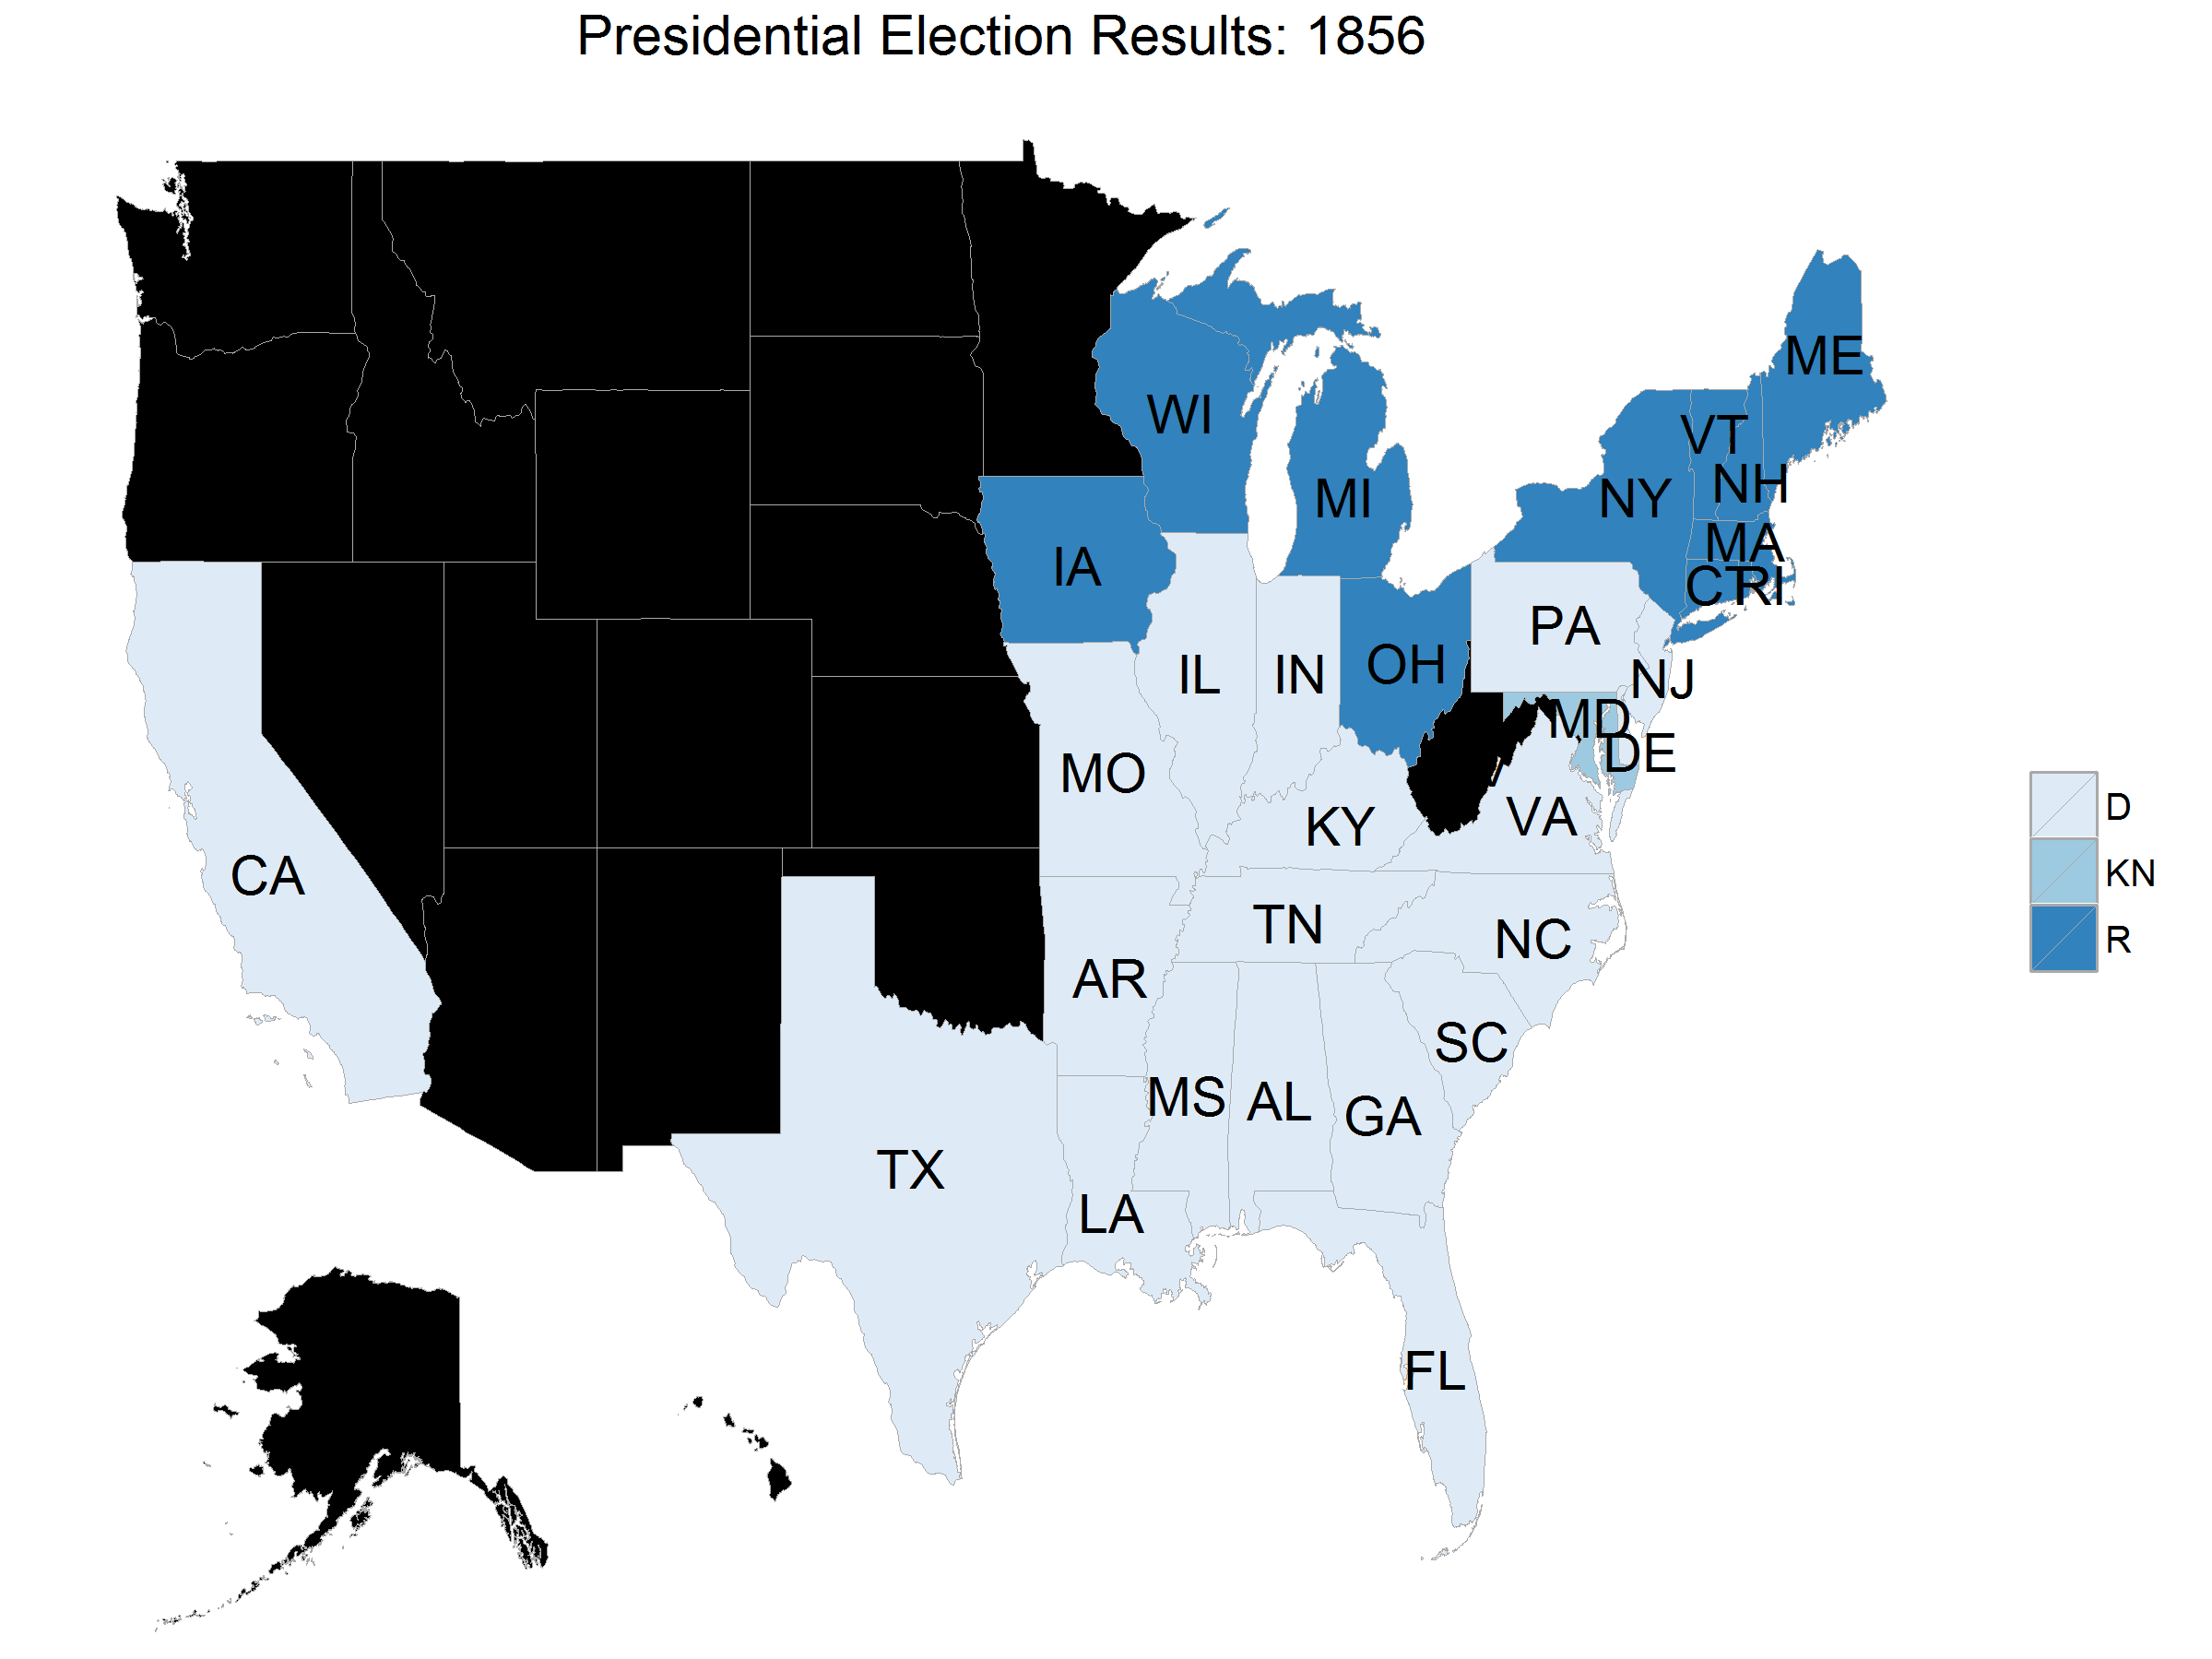 Presidential Election Results: 1856
ME
WI
VT
NH
NY
MI
MA
IA
CT
RI
PA
OH
IL
IN
NJ
MD
DE
MO
VA
KY
CA
TN
NC
AR
SC
MS
AL
GA
TX
LA
FL
D
KN
R